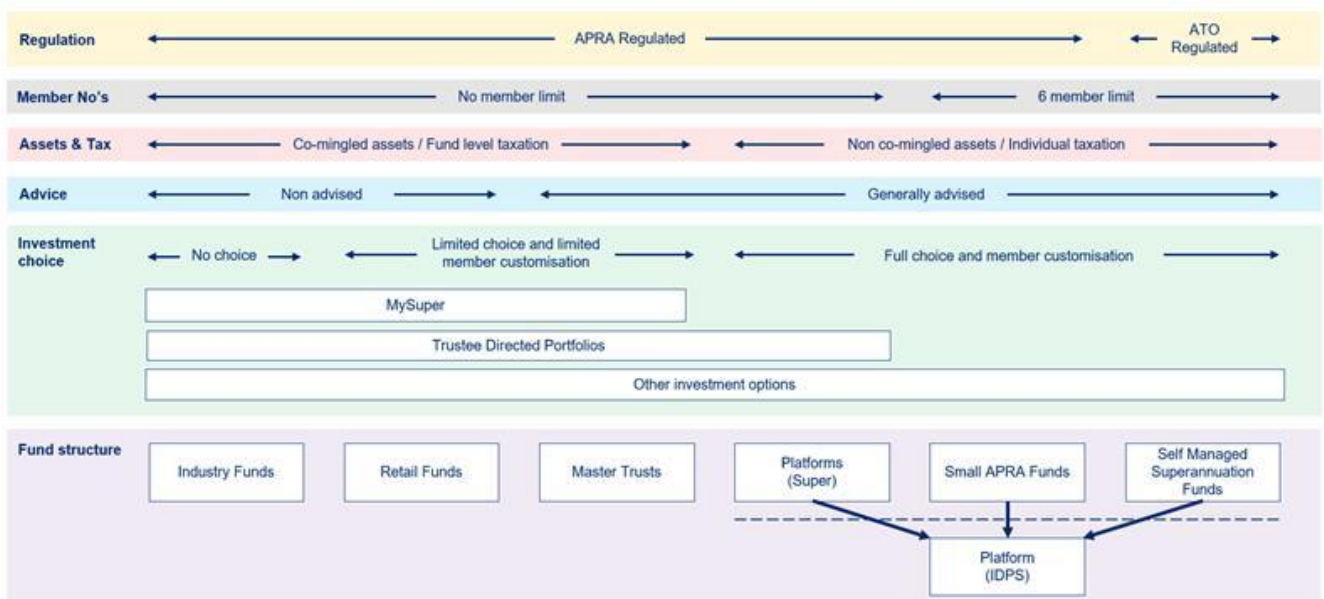 Regulation
APRA Regulated
ATO
Regulated
Member No's
No member limit
6 member limit
Assets & Tax
Co-mingled assets / Fund level taxation
Non co-mingled assets / Individual taxation
Advice
Non advised
Generally advised
Investment
choice
No choice
Limited choice and limited
member customisation
Full choice and member customisation
MySuper
Trustee Directed Portfolios
Other investment options
Fund structure
Industry Funds
Retail Funds
Master Trusts
Platforms
(Super)
Small APRA Funds
Self Managed
Superannuation
Funds
Platform
(IDPS)